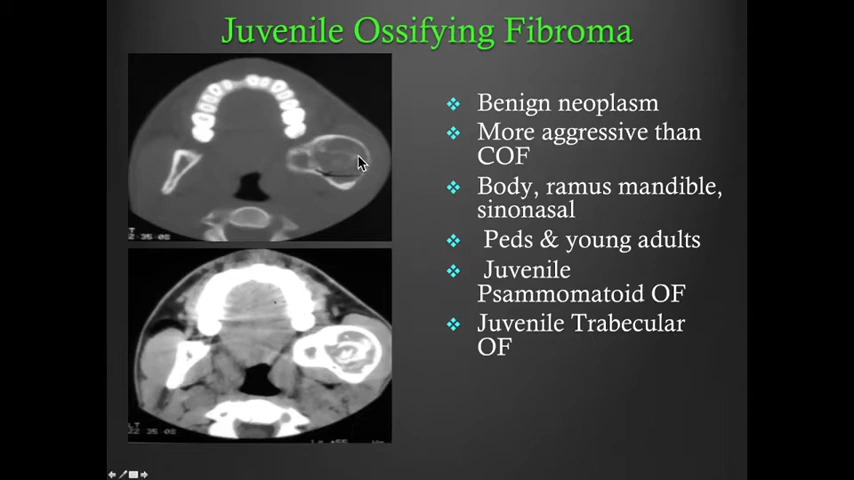 Juvenile Ossifying Fibroma
Benign neoplasm
More aggressive than
COF
Body, ramus mandible,
sinonasal
Peds & young adults
Juvenile
Psammomatoid OF
Juvenile Trabecular
OF